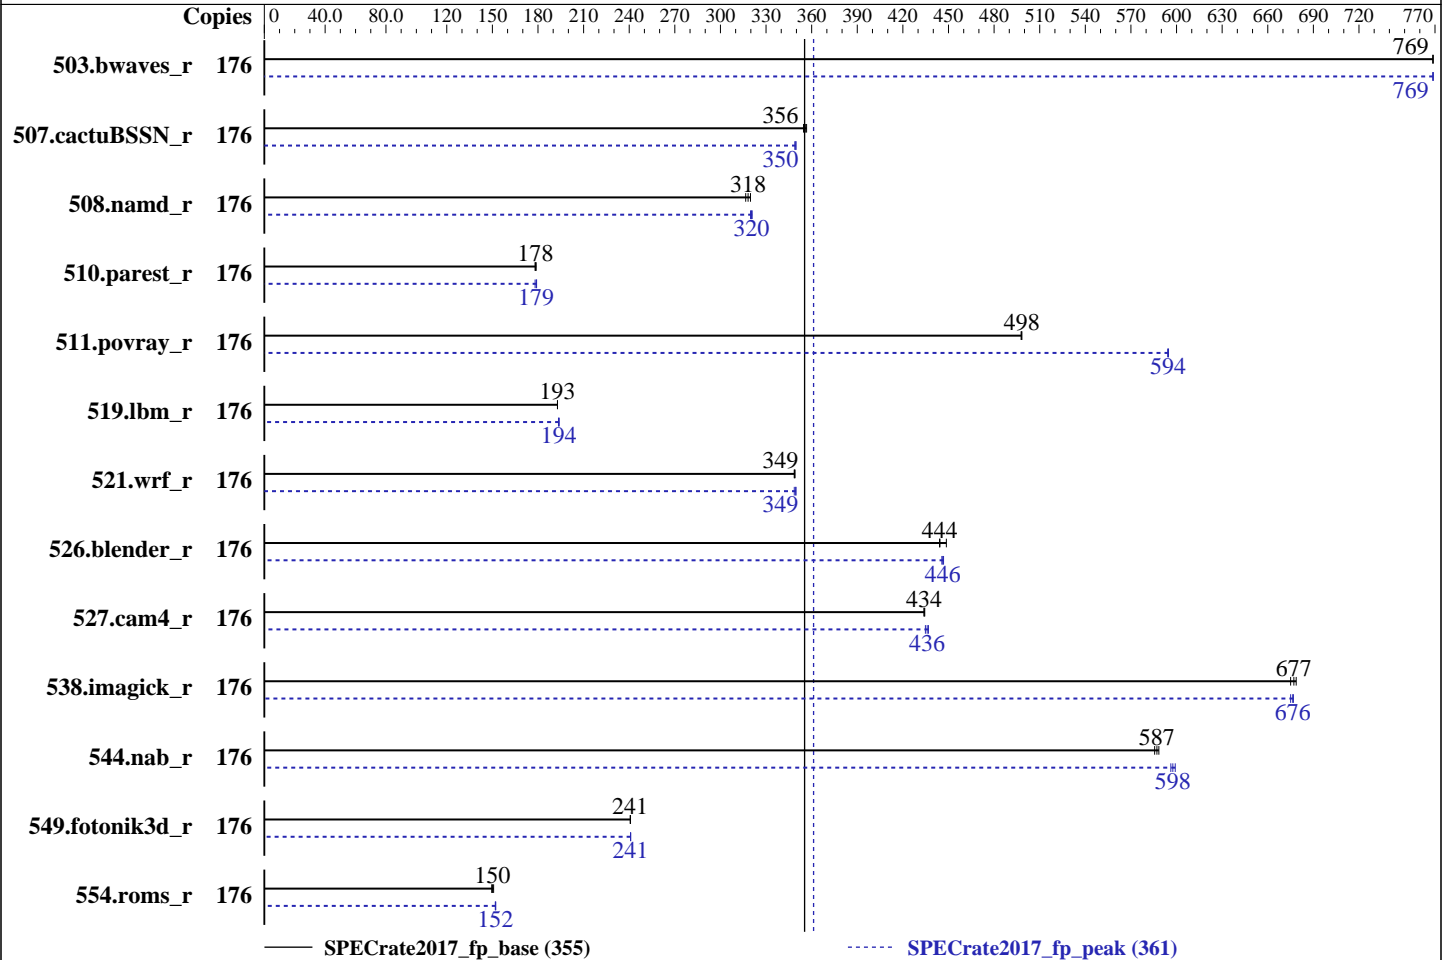 Copies 0 40.0 80.0 120 150 180 210 240 270 300 330 360 390 420 450 480 510 540 570 600 630 660 690 720 770
769
503.bwaves_r 176
769
356
507.cactuBSSN_r 176
350
318
508.namd_r 176
320
178
510.parest_r 176
179
498
511.povray_r 176
594
193
519.lbm_r 176
194
349
521.wrf_r 176
349
444
526.blender_r 176
446
434
527.cam4_r 176
436
677
538.imagick_r 176
676
587
544.nab_r 176
598
241
549.fotonik3d_r 176
241
150
554.roms_r 176
152
SPECrate2017_fp_base (355) SPECrate2017_fp_peak (361)